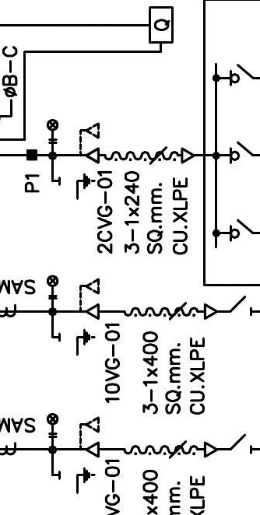 Q
øB-C
P1
2CVG-01
3-1x240
SQ.mm.
CU.XLPE
SAM
10VG-01
3-1x400
SQ.mm.
CU.XLPE
SAM
VG-01
x400
mm.
XLPE